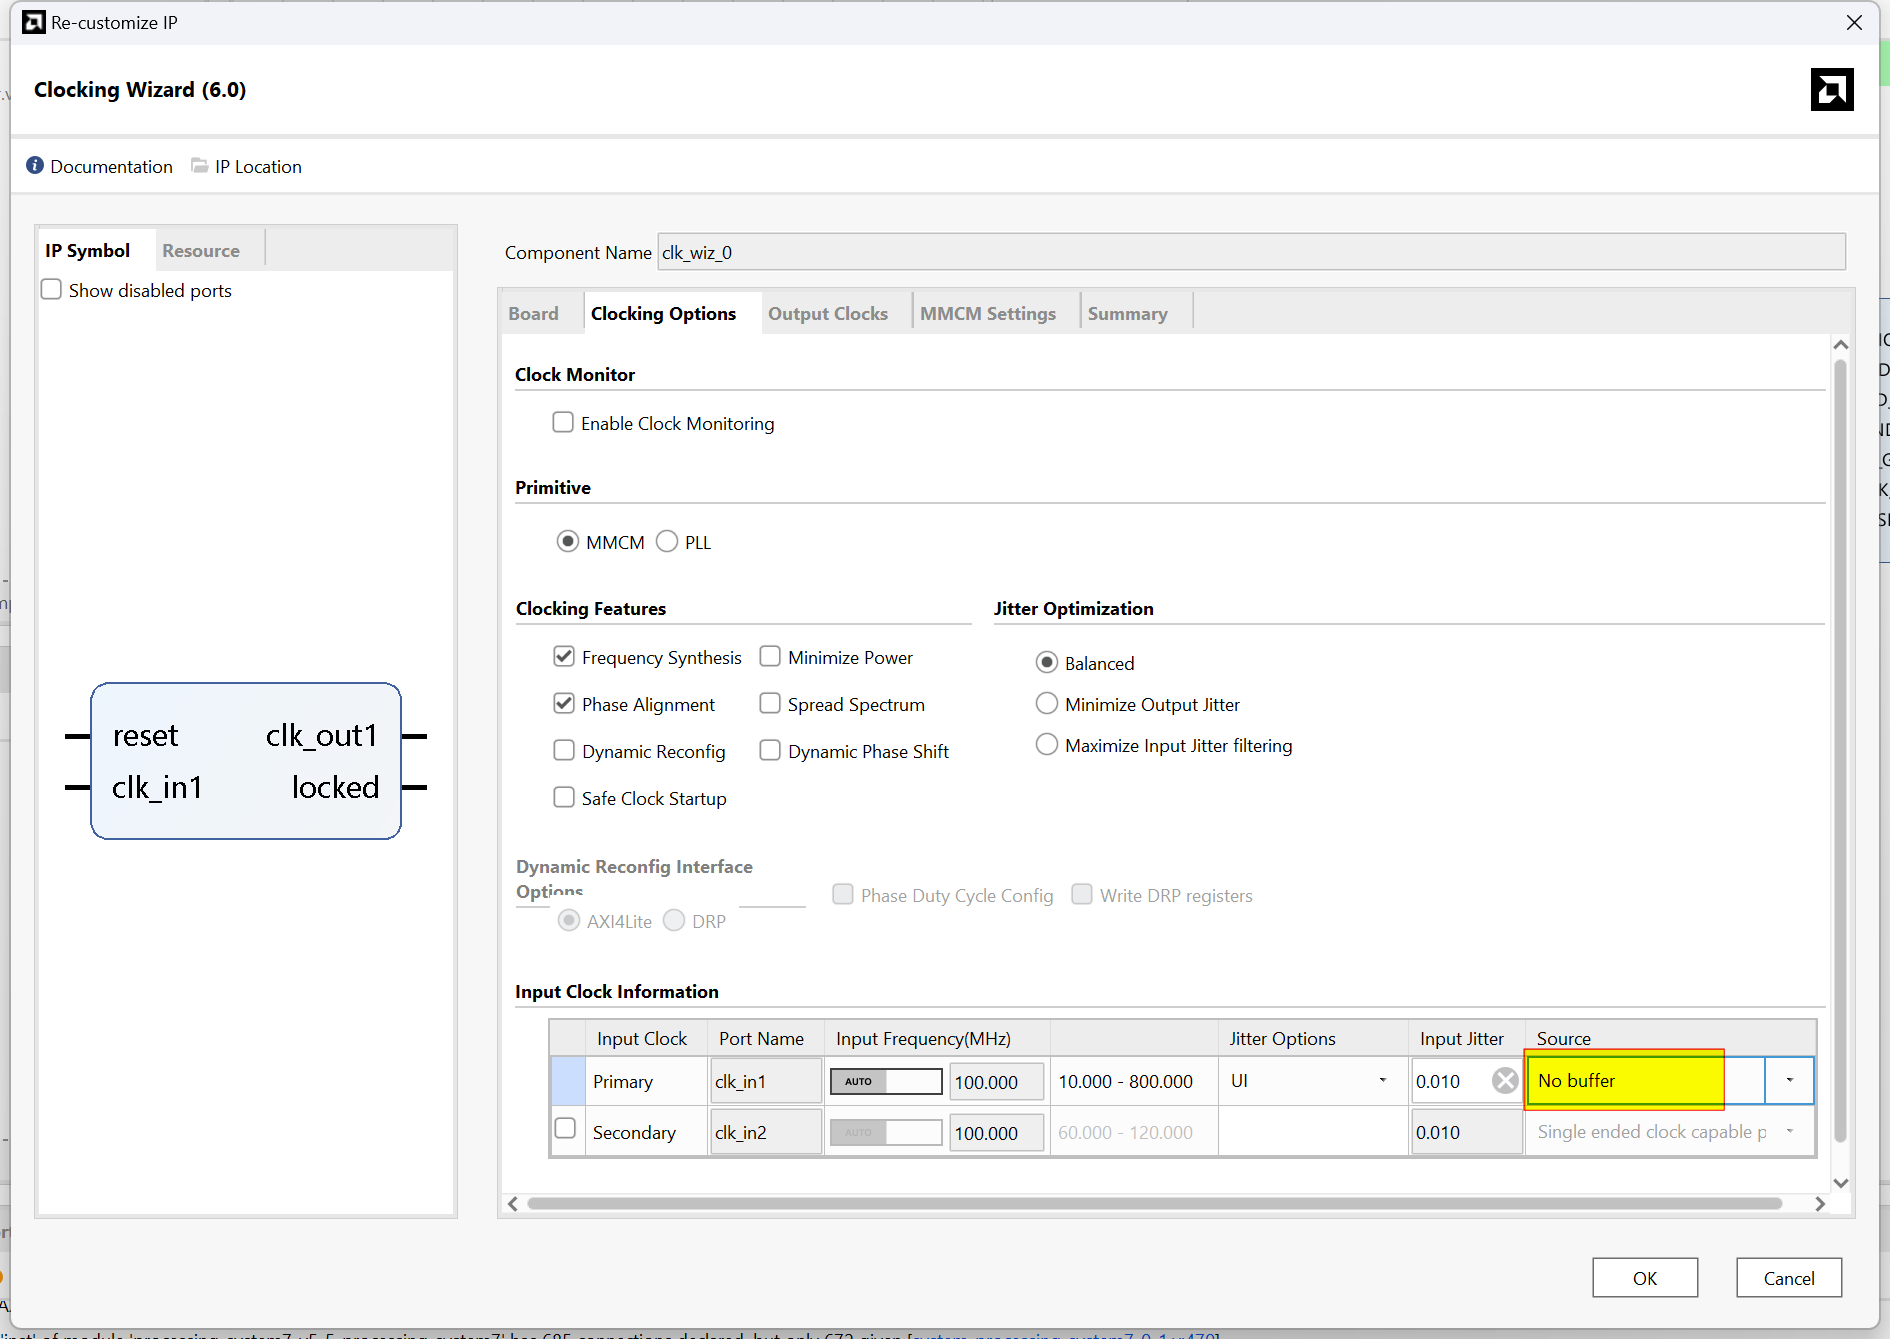 Re-customize IP
Clocking Wizard (6.0)
Documentation IP Location
IP Symbol Resource
Show disabled ports
reset clk_out1
clk_in1 locked
Component Name clk_wiz_0
Board Clocking Options Output Clocks MMCM Settings Summary
Clock Monitor
Enable Clock Monitoring
Primitive
MMCM PLL
Clocking Features Jitter Optimization
Frequency Synthesis Minimize Power Balanced
Phase Alignment Spread Spectrum Minimize Output Jitter
Dynamic Reconfig Dynamic Phase Shift Maximize Input Jitter filtering
Safe Clock Startup
Dynamic Reconfig Interface
Options Phase Duty Cycle Config Write DRP registers
AXI4Lite DRP
Input Clock Information
Input Clock Port Name Input Frequency(MHz) Jitter Options Input Jitter Source
Primary clk_in1 AUTO 100.000 10.000 - 800.000 UI 0.010 No buffer
Secondary clk_in2 AUTO 100.000 60.000 - 120.000 0.010 Single ended clock capable p
OK Cancel